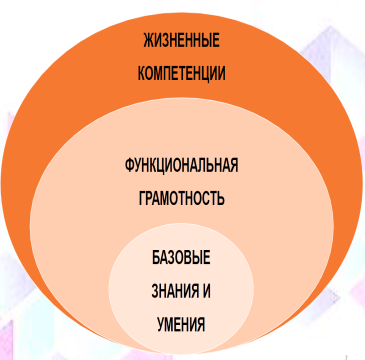 ЖИЗНЕННЫЕ
КОМПЕТЕНЦИИ
ФУНКЦИОНАЛЬНАЯ
ГРАМОТНОСТЬ
БАЗОВЫЕ
ЗНАНИЯ И
УМЕНИЯ